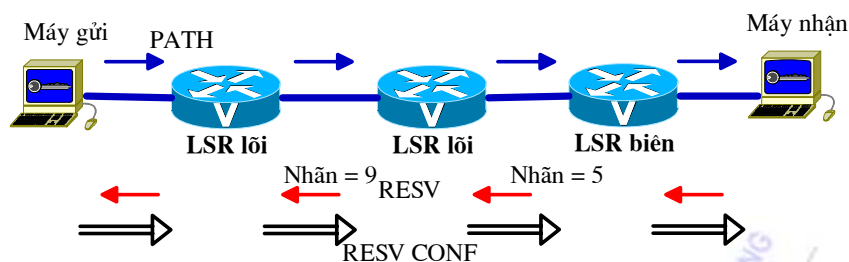 Máy gửi
PATH
Máy nhận
LSR lõi
LSR lõi
LSR biên
Nhãn = 9
RESV
Nhãn = 5
RESV CONF